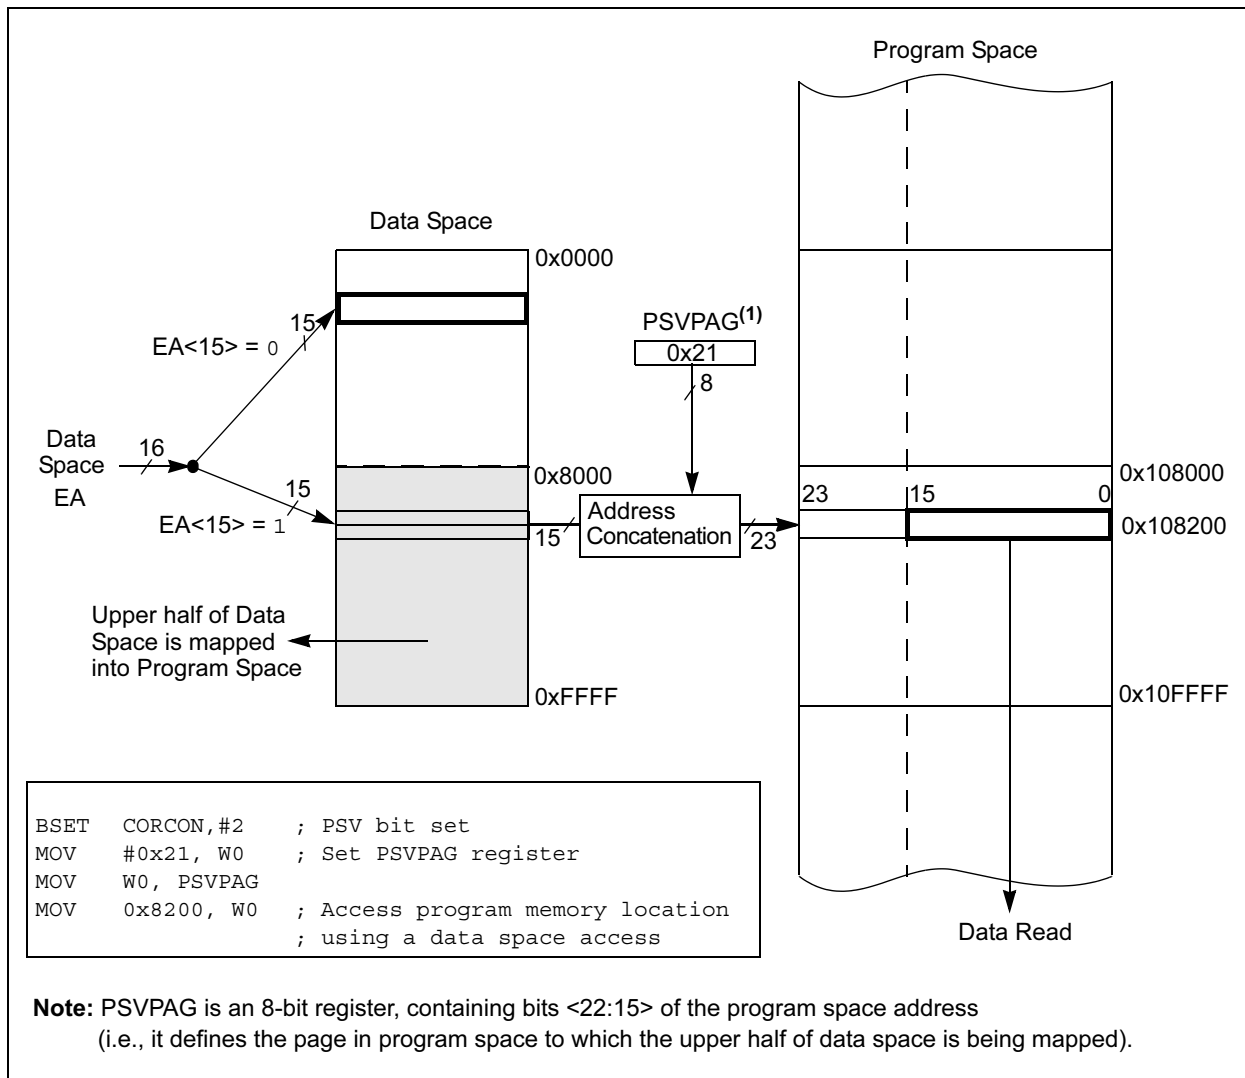 Program Space
Data Space
0x0000
15
EA<15> = 0
PSVPAG(1)
0x21
8
Data
Space
EA
16
0x8000
15
EA<15> = 1
15
Address
Concatenation
23
0x108000
23 15 0
0x108200
Upper half of Data
Space is mapped
into Program Space
0xFFFF
0x10FFFF
BSET CORCON,#2 ; PSV bit set
MOV #0x21, W0 ; Set PSVPAG register
MOV W0, PSVPAG
MOV 0x8200, W0 ; Access program memory location
; using a data space access
Data Read
Note: PSVPAG is an 8-bit register, containing bits <22:15> of the program space address
(i.e., it defines the page in program space to which the upper half of data space is being mapped).